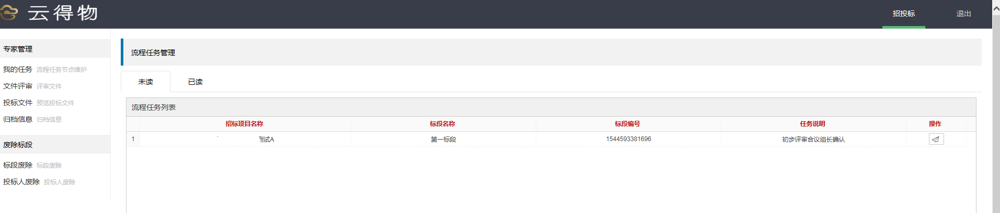 云得物
招投标 退出
专家管理
我的任务 流程任务节点维护
文件评审 评审文件
投标文件 预览投标文件
归档信息 归档信息
废除标段
标段废除 标段废除
投标人废除 投标人废除
流程任务管理
未读 已读
流程任务列表
招标项目名称 标段名称 标段编号 任务说明 操作
1 测试A 第一标段 1544593381696 初步评审合议组长确认